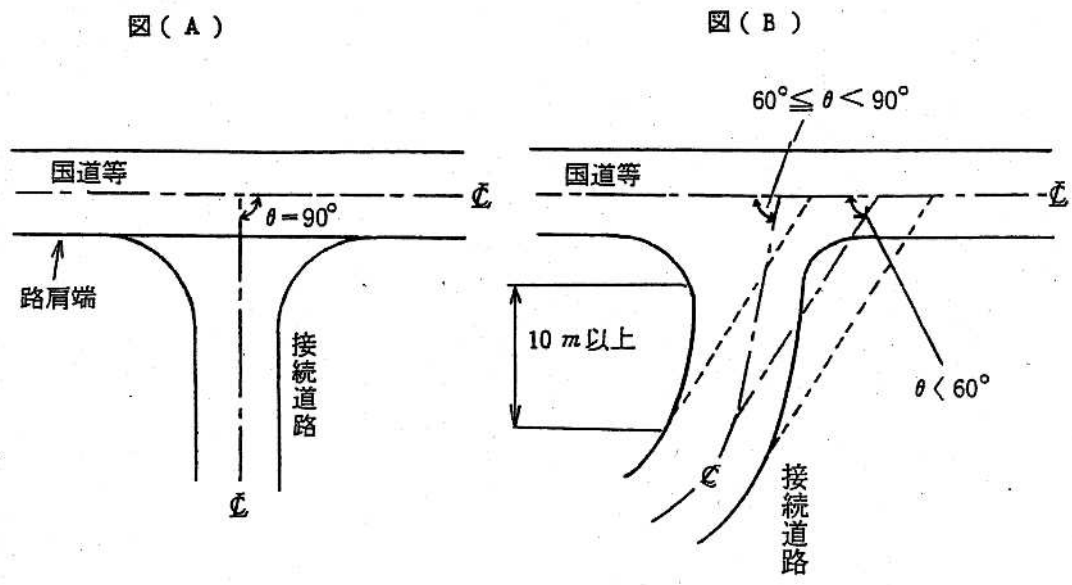 図(A)
国道等
℄
θ=90°
路肩端
接続道路
℄
図(B)
60°≦θ<90°
国道等
℄
10m以上
θ<60°
℄
接続道路